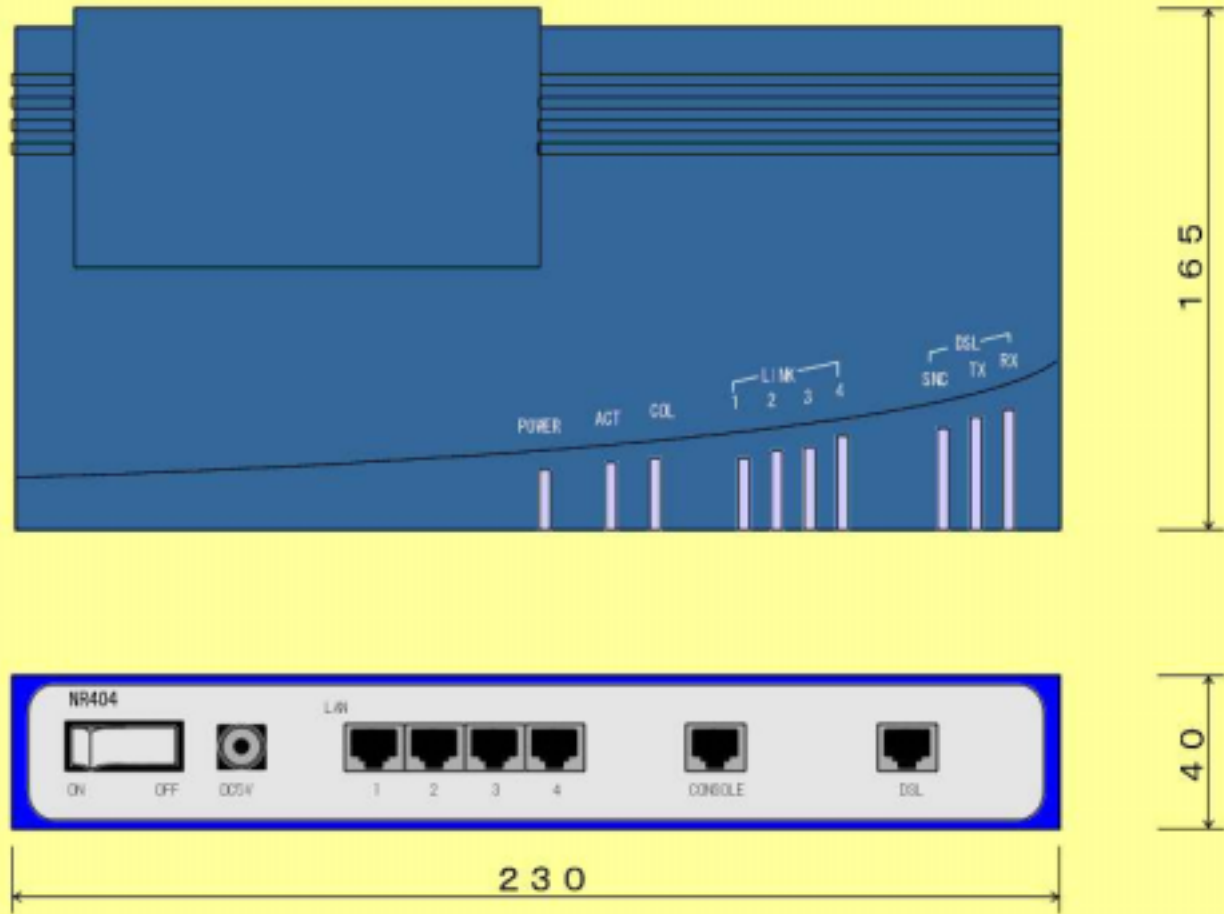 165
DSL
SNC TX RX
LINK
1 2 3 4
POWER ACT COL
NR404
LAN
ON OFF DC5V 1 2 3 4 CONSOLE DSL
40
230